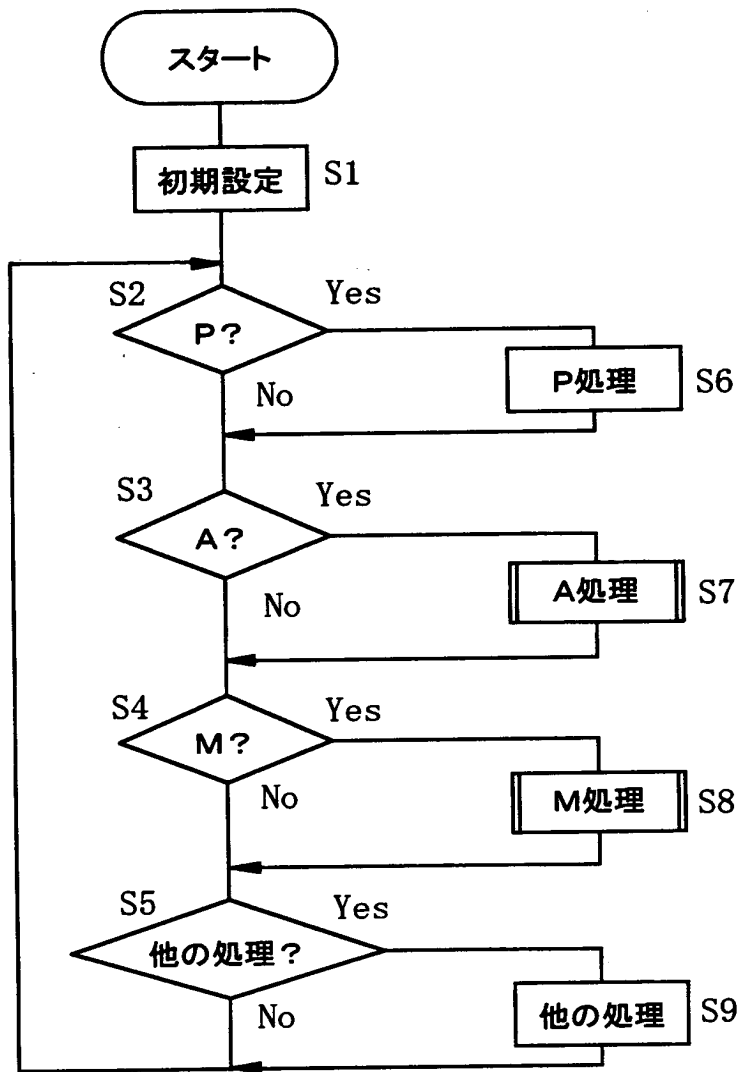 スタート
初期設定 S1
S2 Yes
P?
P処理 S6
No
S3 Yes
A?
A処理 S7
No
S4 Yes
M?
M処理 S8
No
S5 Yes
他の処理?
他の処理 S9
No